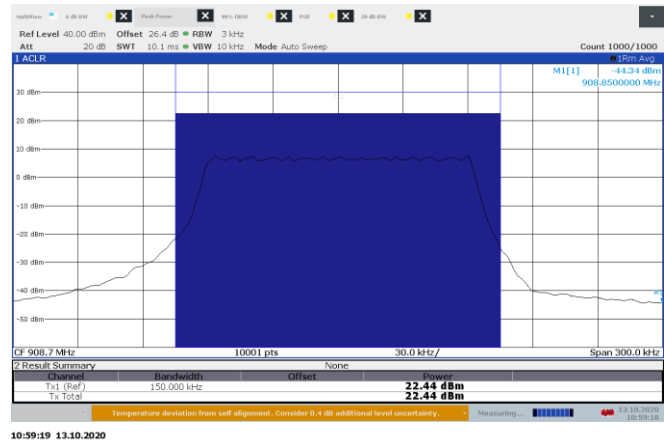 MultiView 6 dB BW X Peak Power X 99% OBW X PSD X 20 dB BW X
Ref Level 40.00 dBm Offset 26.4 dB RBW 3 kHz
Att 20 dB SWT 10.1 ms VBW 10 kHz Mode Auto Sweep Count 1000/1000
1 ACLR 1Rm Avg
M1[1] -44.34 dBm
908.8500000 MHz
30 dBm
20 dBm
10 dBm
0 dBm
-10 dBm
-20 dBm
-30 dBm
-40 dBm
M1
-50 dBm
CF 908.7 MHz 10001 pts 30.0 kHz/ Span 300.0 kHz
2 Result Summary None
Channel Bandwidth Offset Power
Tx1 (Ref) 150.000 kHz 22.44 dBm
Tx Total 22.44 dBm
Temperature deviation from self alignment. Consider 0.4 dB additional level uncertainty. Measuring... 13.10.2020
10:59:18
10:59:19 13.10.2020